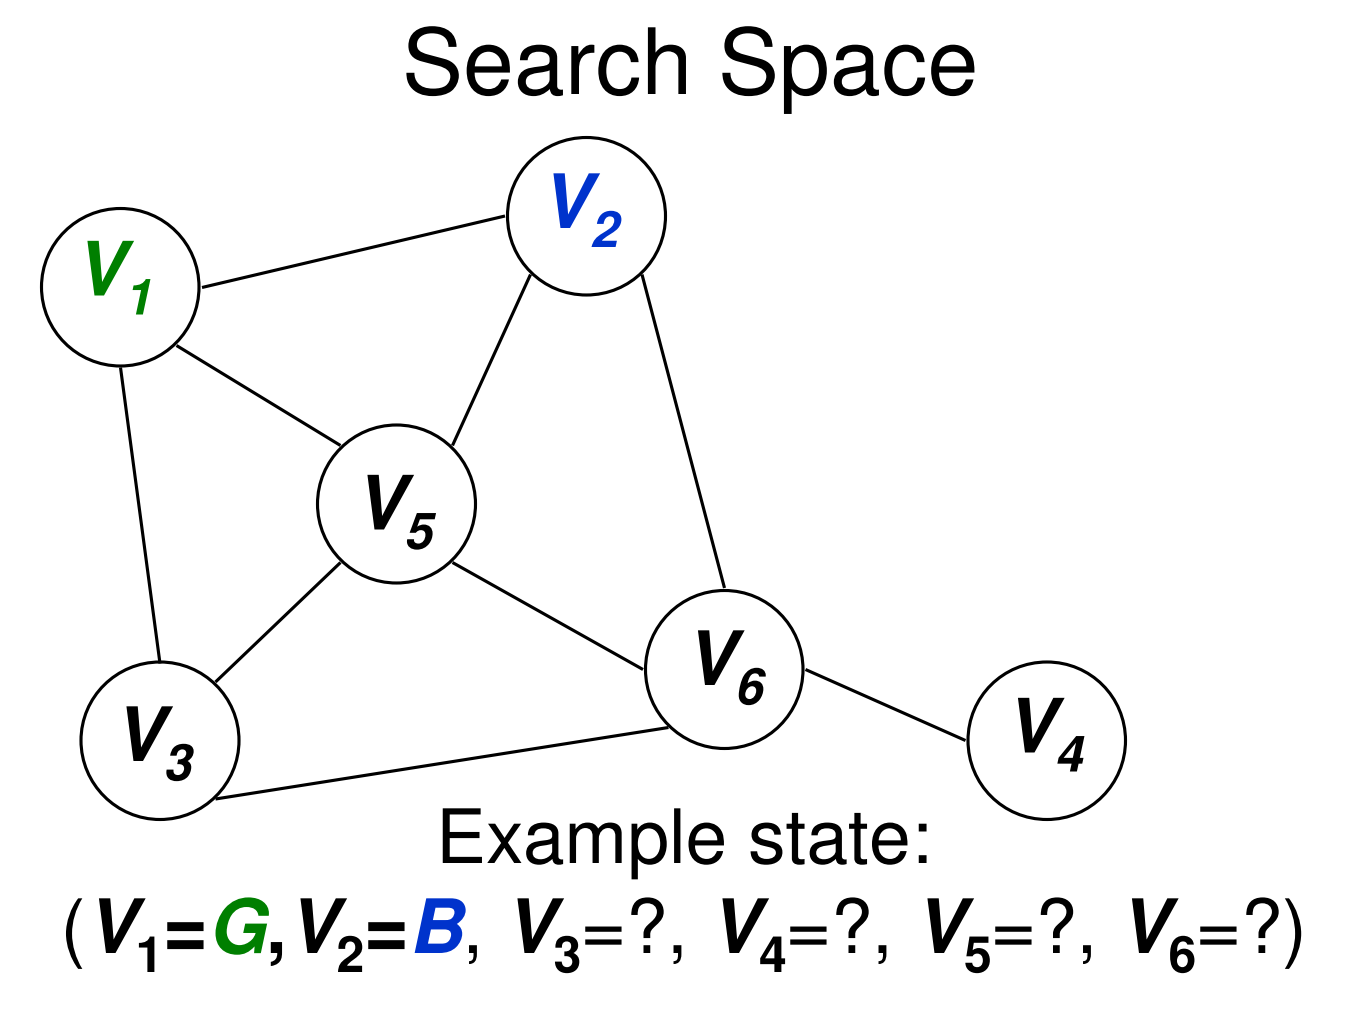 Search Space
V2
V1
V5
V6
V3
V4
Example state:
(V1=G, V2=B, V3=?, V4=?, V5=?, V6=?)